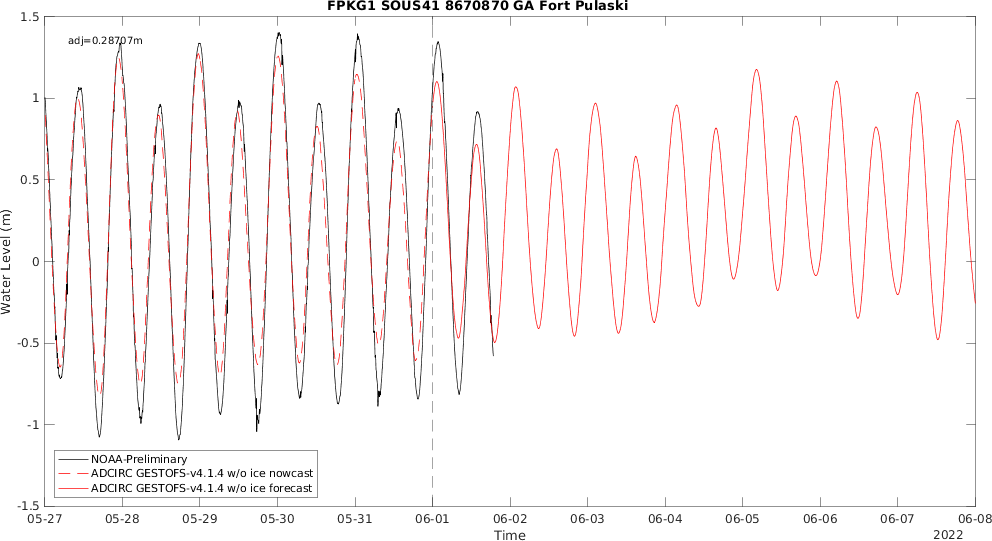 FPKG1 SOUS41 8670870 GA Fort Pulaski
adj=0.28707m
1.5
1
0.5
0
-0.5
-1
-1.5
Water Level (m)
NOAA-Preliminary
ADCIRC GESTOFS-v4.1.4 w/o ice nowcast
ADCIRC GESTOFS-v4.1.4 w/o ice forecast
05-27 05-28 05-29 05-30 05-31 06-01 06-02 06-03 06-04 06-05 06-06 06-07 06-08
Time
2022